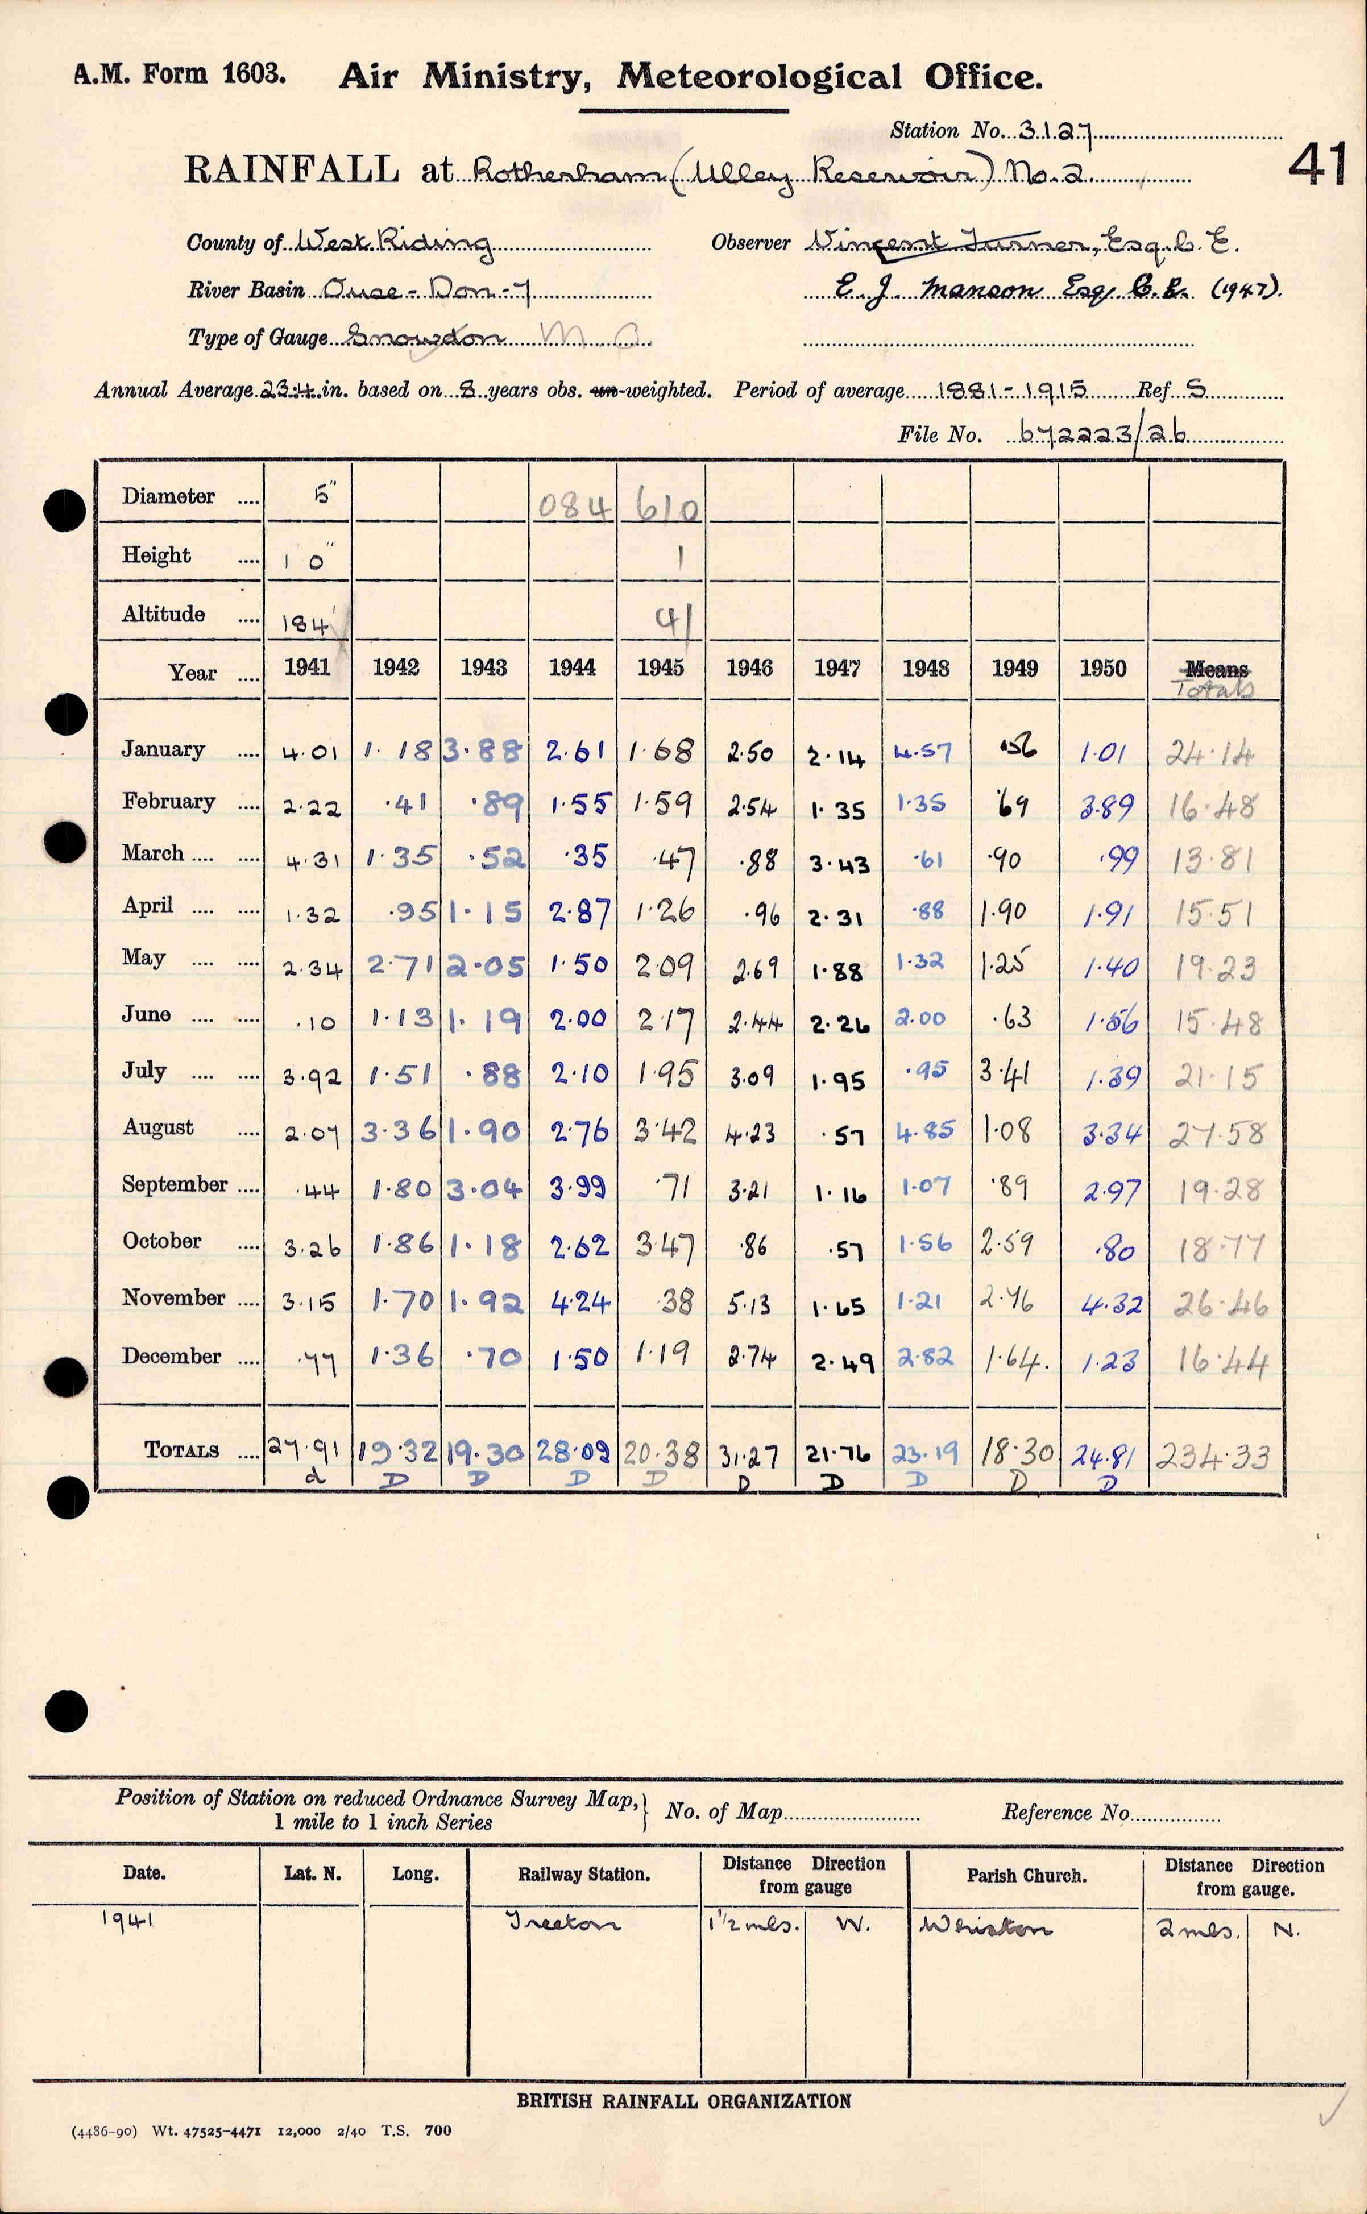 A.M. Form 1603. Air Ministry, Meteorological Office.
Station No. 3127
41
RAINFALL at Rotherham (Ulley Reservoir) No. 2
County of West Riding Observer Vincent Turner, Esq. C. E.
River Basin Ouse - Don - 7 E. J. Manson Esq. C. E. (1947).
Type of Gauge Snowdon M. O.
Annual Average 23.4 in. based on 8 years obs. un-weighted. Period of average 1881-1915 Ref S
File No. 672223/26
Diameter .... 5" 084 610
Height .... 1' 0" 1
Altitude .... 184' 41
Year .... 1941 1942 1943 1944 1945 1946 1947 1948 1949 1950 Means
Totals
January .... 4.01 1.18 3.88 2.61 1.68 2.50 2.14 4.57 .56 1.01 24.14
February .... 2.22 .41 .89 1.55 1.59 2.54 1.35 1.35 .69 3.89 16.48
March .... .... 4.31 1.35 .52 .35 .47 .88 3.43 .61 .90 .99 13.81
April .... .... 1.32 .95 1.15 2.87 1.26 .96 2.31 .88 1.90 1.91 15.51
May .... .... 2.34 2.71 2.05 1.50 2.09 2.69 1.88 1.32 1.25 1.40 19.23
June .... .... .10 1.13 1.19 2.00 2.17 2.44 2.26 2.00 .63 1.56 15.48
July .... .... 3.92 1.51 .88 2.10 1.95 3.09 1.95 .95 3.41 1.39 21.15
August .... 2.07 3.36 1.90 2.76 3.42 4.23 .57 4.85 1.08 3.34 27.58
September .... .44 1.80 3.04 3.99 .71 3.21 1.16 1.07 .89 2.97 19.28
October .... 3.26 1.86 1.18 2.62 3.47 .86 .57 1.56 2.59 .80 18.77
November .... 3.15 1.70 1.92 4.24 .38 5.13 1.65 1.21 2.76 4.32 26.46
December .... .77 1.36 .70 1.50 1.19 2.74 2.49 2.82 1.64. 1.23 16.44
TOTALS .... 27.91 19.32 19.30 28.09 20.38 31.27 21.76 23.19 18.30 24.81 234.33
d D D D D D D D D D
Position of Station on reduced Ordnance Survey Map, 1 mile to 1 inch Series } No. of Map Reference No.
Date. Lat. N. Long. Railway Station. Distance Direction from gauge Parish Church. Distance Direction from gauge.
1941 Treeton 1½ mls. W. Whiston 2 mls. N.
BRITISH RAINFALL ORGANIZATION
(4486-90) Wt. 47525-4471 12,000 2/40 T.S. 700